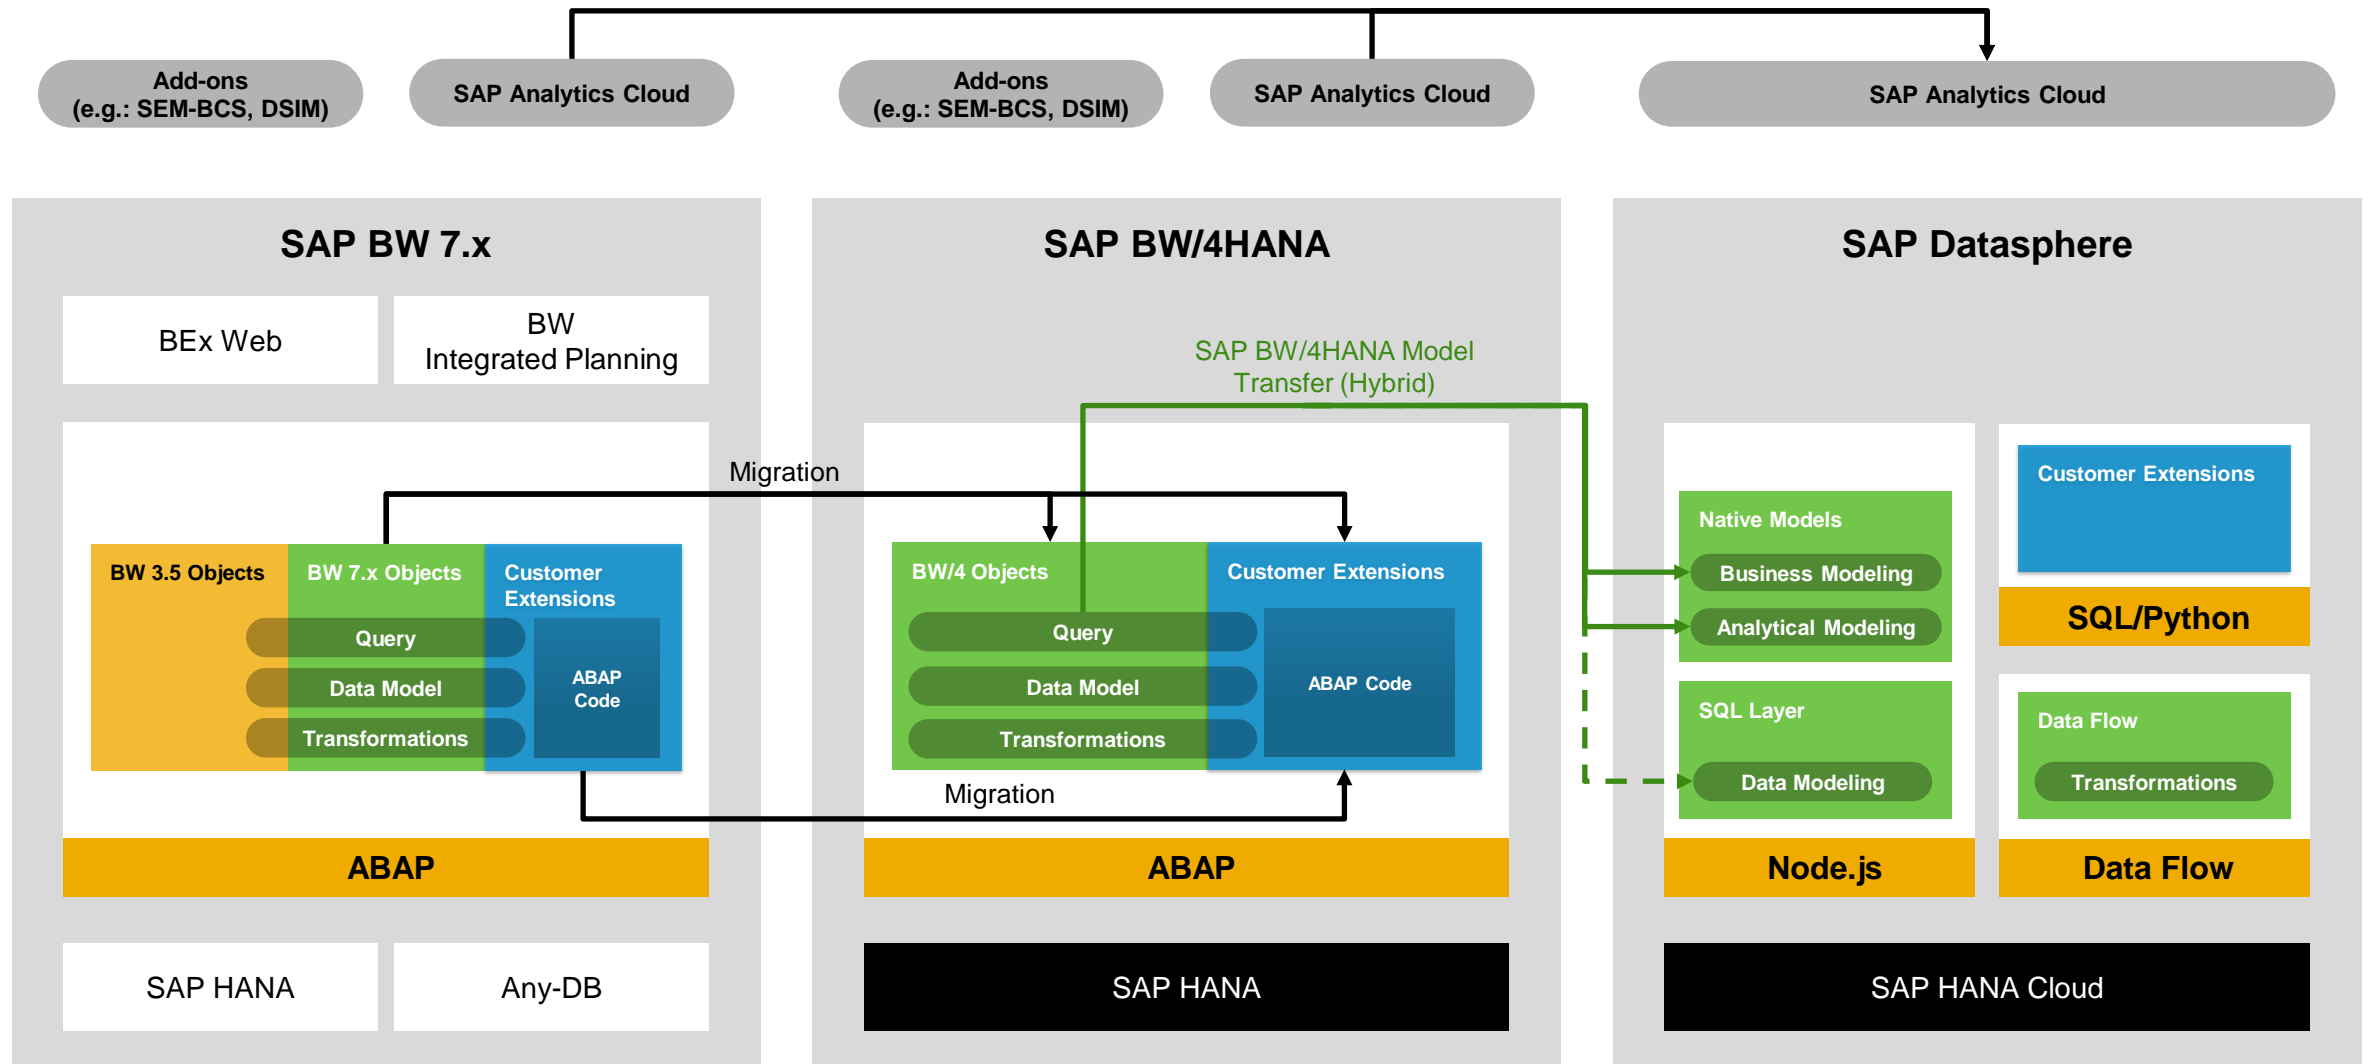 Add-ons
(e.g.: SEM-BCS, DSIM)
SAP Analytics Cloud
Add-ons
(e.g.: SEM-BCS, DSIM)
SAP Analytics Cloud
SAP Analytics Cloud
SAP BW 7.x
BEx Web
BW
Integrated Planning
BW 3.5 Objects
BW 7.x Objects
Customer
Extensions
Query
Data Model
Transformations
ABAP
Code
ABAP
SAP HANA
Any-DB
Migration
Migration
SAP BW/4HANA
SAP BW/4HANA Model
Transfer (Hybrid)
BW/4 Objects
Customer Extensions
Query
Data Model
Transformations
ABAP Code
ABAP
SAP HANA
SAP Datasphere
Native Models
Business Modeling
Analytical Modeling
SQL Layer
Data Modeling
Node.js
Customer Extensions
SQL/Python
Data Flow
Transformations
Data Flow
SAP HANA Cloud